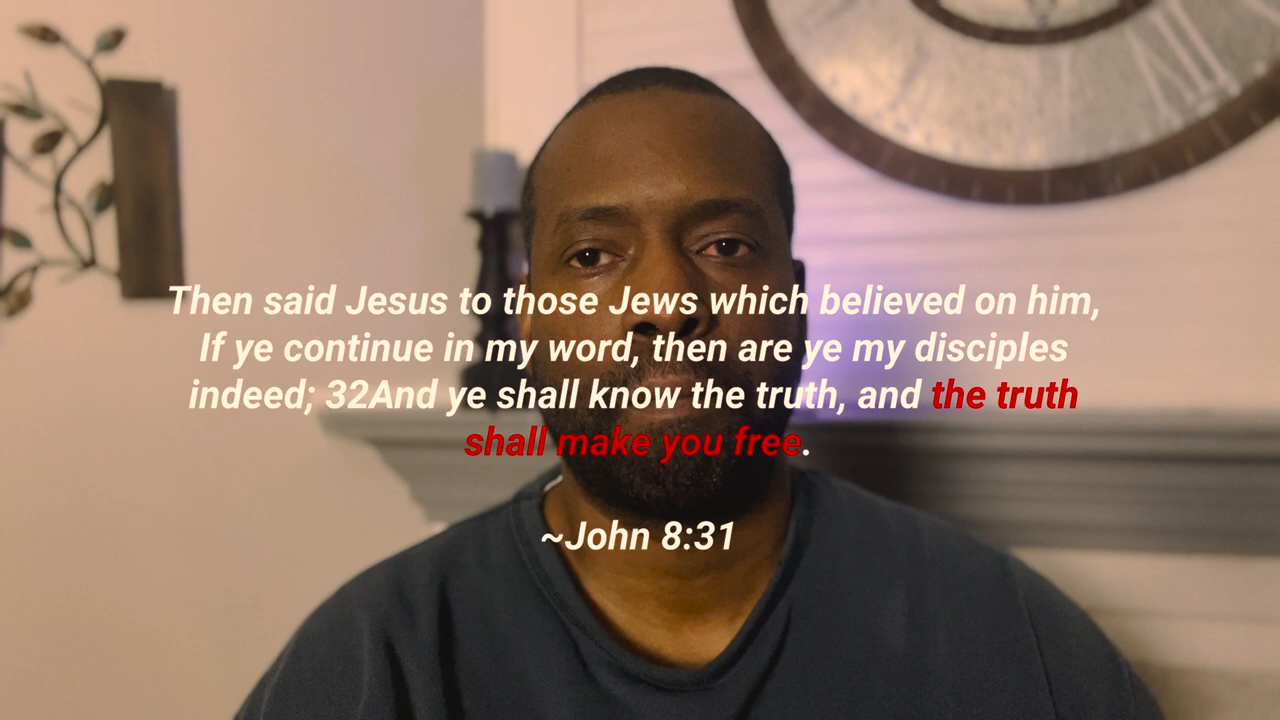 Then said Jesus to those Jews which believed on him,
If ye continue in my word, then are ye my disciples
indeed; 32And ye shall know the truth, and the truth
shall make you free.
~John 8:31